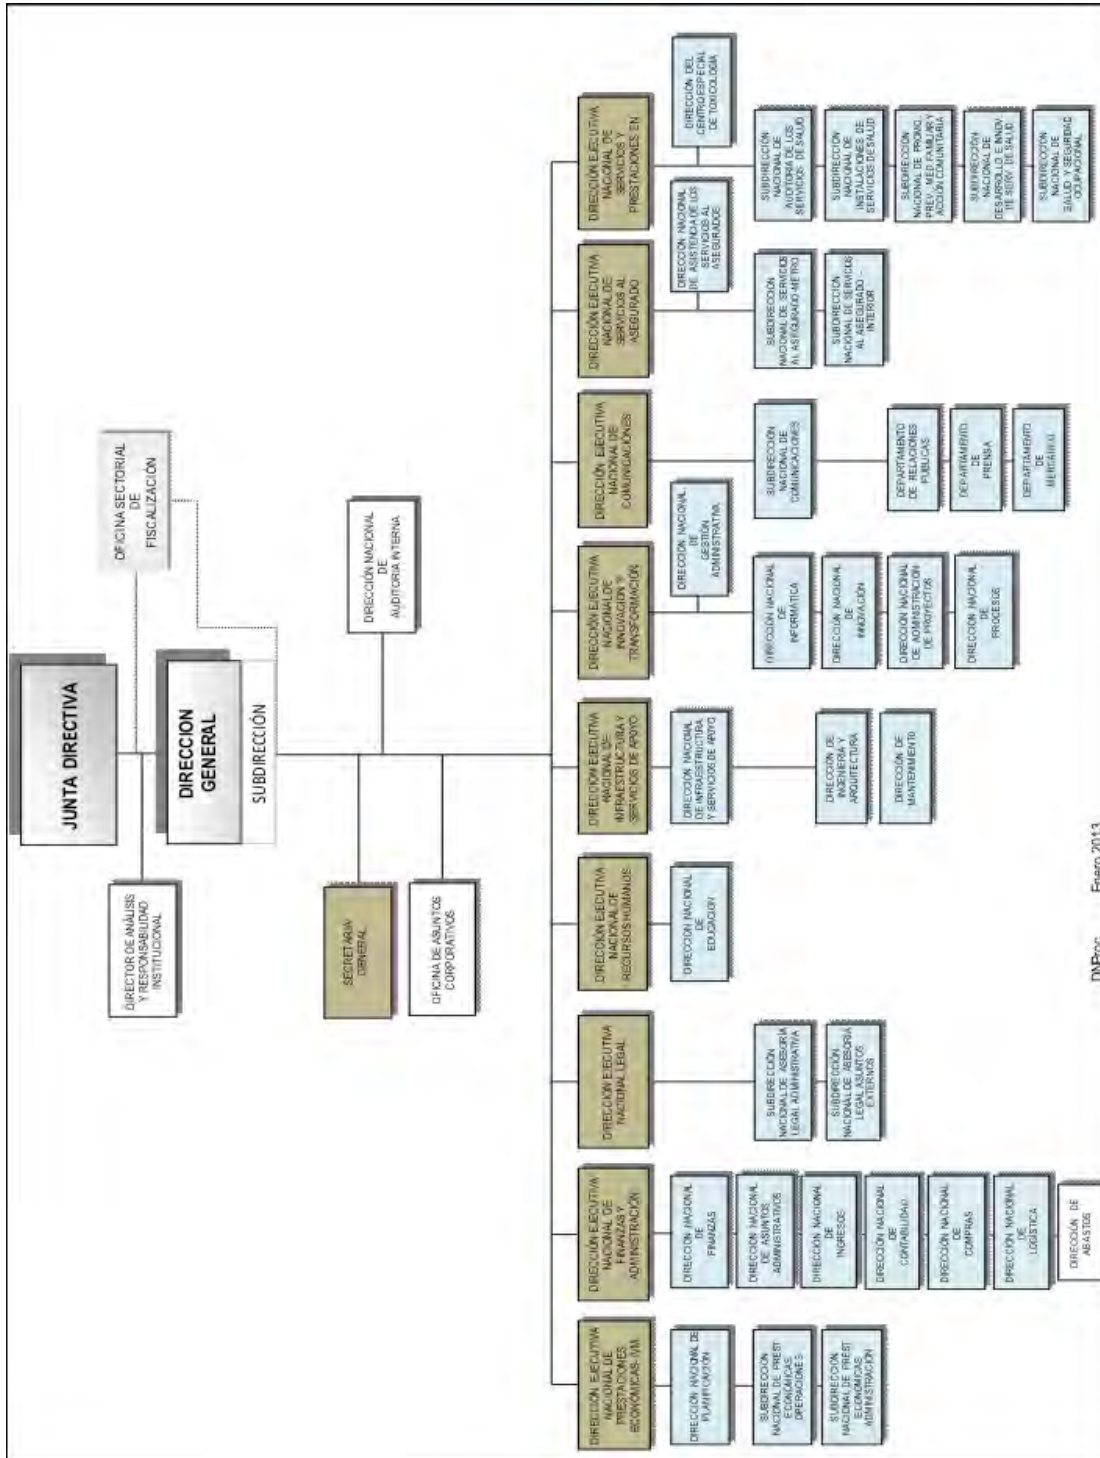 JUNTA DIRECTIVA
OFICINA SECTORIAL
DE
FISCALIZACIÓN
DIRECTOR DE ANÁLISIS
Y RESPONSABILIDAD
INSTITUCIONAL
DIRECCION
GENERAL
SUBDIRECCIÓN
SECRETARIA
GENERAL
DIRECCIÓN NACIONAL
DE
AUDITORIA INTERNA
OFICINA DE ASUNTOS
CORPORATIVOS
DIRECCIÓN EJECUTIVA
NACIONAL DE
PRESTACIONES
ECONÓMICAS-IVM
DIRECCIÓN NACIONAL DE
PLANIFICACIÓN
SUBDIRECCIÓN
NACIONAL DE PREST
ECONÓMICAS
OPERACIONES
SUBDIRECCIÓN
NACIONAL DE PREST
ECONÓMICAS
ADMINISTRACIÓN
DIRECCIÓN EJECUTIVA
NACIONAL DE
FINANZAS Y
ADMINISTRACIÓN
DIRECCIÓN NACIONAL
DE
FINANZAS
DIRECCIÓN NACIONAL
DE ASUNTOS
ADMINISTRATIVOS
DIRECCIÓN NACIONAL
DE
INGRESOS
DIRECCIÓN NACIONAL
DE
CONTABILIDAD
DIRECCIÓN NACIONAL
DE
COMPRAS
DIRECCIÓN NACIONAL
DE
LOGÍSTICA
DIRECCIÓN DE
ABASTOS
DIRECCIÓN EJECUTIVA
NACIONAL LEGAL
SUBDIRECCIÓN
NACIONAL DE ASESORÍA
LEGAL ADMINISTRATIVA
SUBDIRECCIÓN
NACIONAL DE ASESORÍA
LEGAL ASUNTOS
EXTERNOS
DIRECCIÓN EJECUTIVA
NACIONAL DE
RECURSOS HUMANOS
DIRECCIÓN NACIONAL
DE
EDUCACIÓN
DIRECCIÓN EJECUTIVA
NACIONAL DE
INFRAESTRUCTURA Y
SERVICIOS DE APOYO
DIRECCIÓN NACIONAL
DE INFRAESTRUCTURA
Y SERVICIOS DE APOYO
DIRECCIÓN DE
INGENIERÍA Y
ARQUITECTURA
DIRECCIÓN DE
MANTENIMIENTO
DIRECCIÓN EJECUTIVA
NACIONAL DE
INNOVACIÓN Y
TRANSFORMACIÓN
DIRECCIÓN NACIONAL
DE
GESTIÓN
ADMINISTRATIVA
DIRECCIÓN NACIONAL
DE
INFORMÁTICA
DIRECCIÓN NACIONAL
DE
INNOVACIÓN
DIRECCIÓN NACIONAL
DE ADMINISTRACIÓN
DE PROYECTOS
DIRECCIÓN NACIONAL
DE
PROCESOS
DIRECCIÓN EJECUTIVA
NACIONAL DE
COMUNICACIONES
SUBDIRECCIÓN
NACIONAL DE
COMUNICACIONES
DEPARTAMENTO
DE RELACIONES
PUBLICAS
DEPARTAMENTO
DE
PRENSA
DEPARTAMENTO
DE
MERCADEO
DIRECCIÓN EJECUTIVA
NACIONAL DE
SERVICIOS AL
ASEGURADO
DIRECCIÓN NACIONAL
DE ASISTENCIA DE LOS
SERVICIOS AL
ASEGURADOS
SUBDIRECCIÓN
NACIONAL DE SERVICIOS
AL ASEGURADO-METRO
SUBDIRECCIÓN
NACIONAL DE SERVICIOS
AL ASEGURADO -
INTERIOR
DIRECCIÓN EJECUTIVA
NACIONAL DE
SERVICIOS Y
PRESTACIONES EN
DIRECCIÓN DEL
CENTRO ESPECIAL
DE TOXICOLOGÍA
SUBDIRECCIÓN
NACIONAL DE
AUDITORIA DE LOS
SERVICIOS DE SALUD
SUBDIRECCIÓN
NACIONAL DE
INSTALACIONES DE
SERVICIOS DE SALUD
SUBDIRECCIÓN
NACIONAL DE PROMO.
PREV. MED FAMILIAR Y
ACCIÓN COMUNITARIA
SUBDIRECCIÓN
NACIONAL DE
DESARROLLO E INNOV.
DE SERV. DE SALUD
SUBDIRECCIÓN
NACIONAL DE
SALUD Y SEGURIDAD
OCUPACIONAL
DNProc Enero 2013